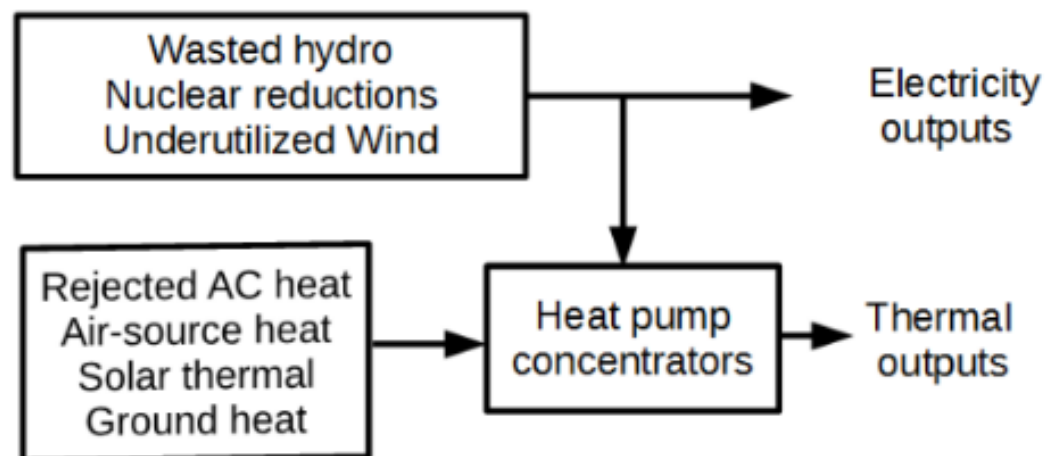 Wasted hydro
Nuclear reductions
Underutilized Wind
Electricity
outputs
Rejected AC heat
Air-source heat
Solar thermal
Ground heat
Heat pump
concentrators
Thermal
outputs